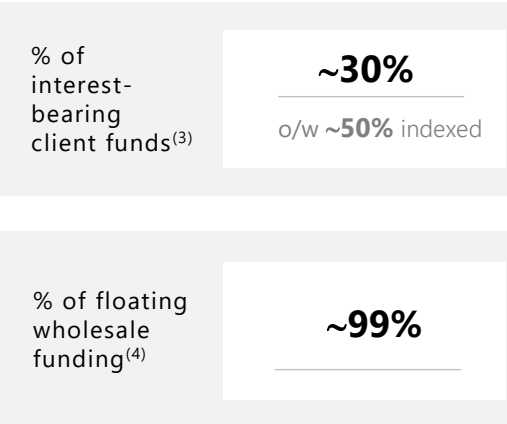 % of
interest-
bearing
client funds(3)
~30%
o/w ~50% indexed
% of floating
wholesale
funding(4)
~99%